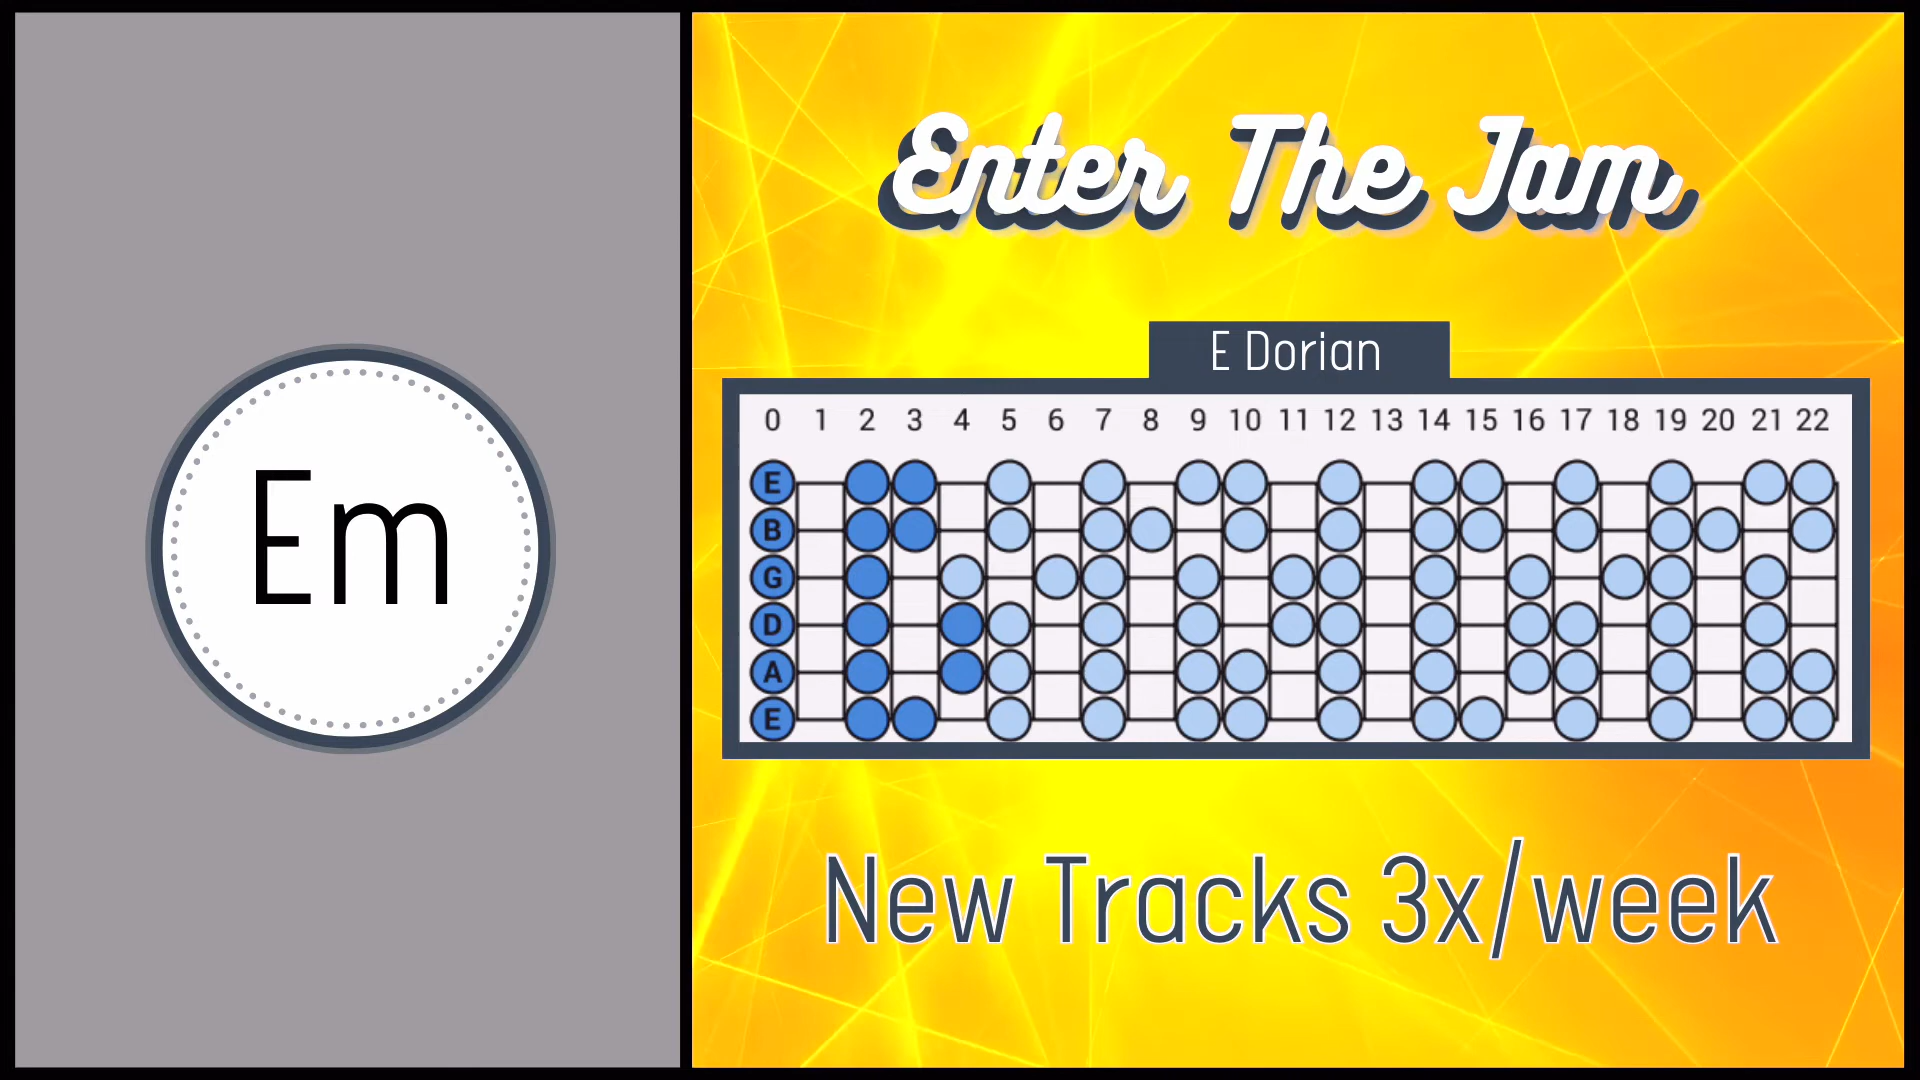 Em
Enter The Jam
E Dorian
0 1 2 3 4 5 6 7 8 9 10 11 12 13 14 15 16 17 18 19 20 21 22
E
B
G
D
A
E
New Tracks 3x/week